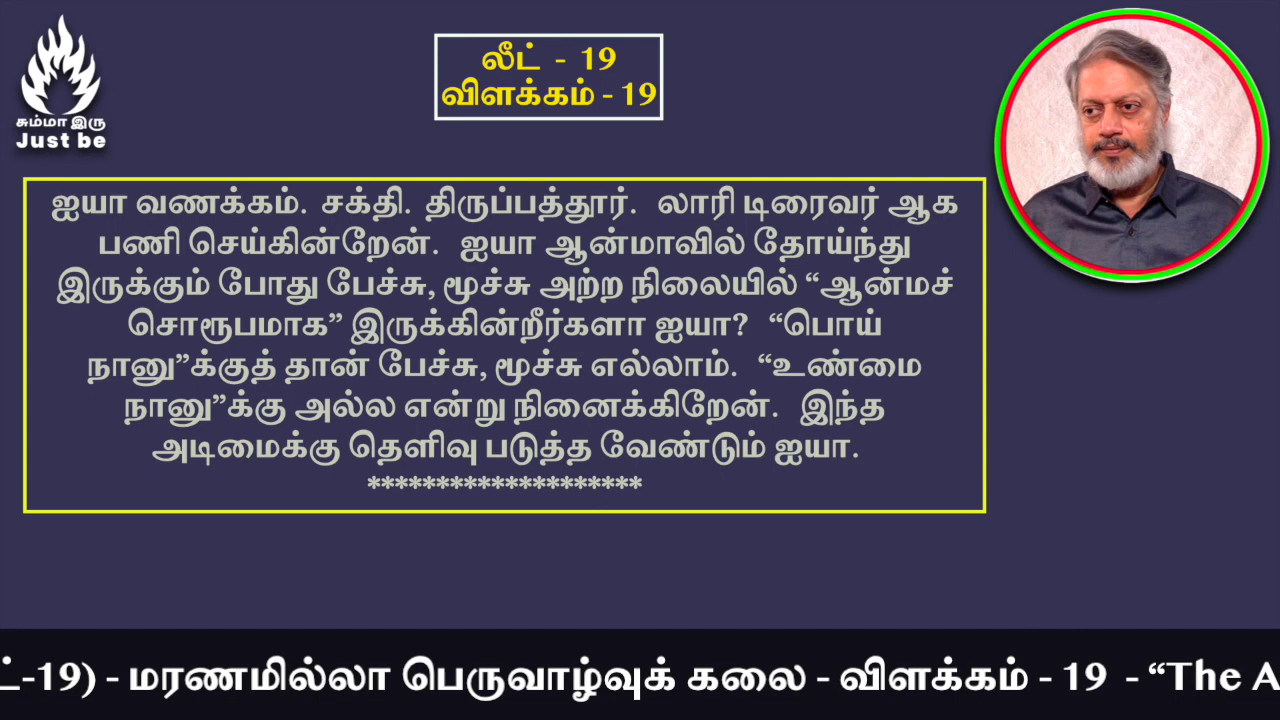 சும்மா இரு
Just be
லீட் - 19
விளக்கம் - 19
ஐயா வணக்கம். சக்தி. திருப்பத்தூர். லாரி டிரைவர் ஆக
பணி செய்கின்றேன். ஐயா ஆன்மாவில் தோய்ந்து
இருக்கும் போது பேச்சு, மூச்சு அற்ற நிலையில் “ஆன்மச்
சொரூபமாக” இருக்கின்றீர்களா ஐயா? “பொய்
நானு”க்குத் தான் பேச்சு, மூச்சு எல்லாம். “உண்மை
நானு”க்கு அல்ல என்று நினைக்கிறேன். இந்த
அடிமைக்கு தெளிவு படுத்த வேண்டும் ஐயா.
********************
ட்-19) - மரணமில்லா பெருவாழ்வுக் கலை - விளக்கம் - 19 - “The A